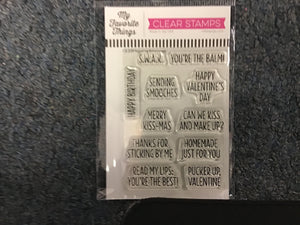 My
Favorite
Things
CLEAR STAMPS
S.W.A.K.
YOU'RE THE BALM!
HAPPY BIRTHDAY
SENDING
SMOOCHES
HAPPY
VALENTINE'S
DAY
MERRY
KISS-MAS
CAN WE KISS
AND MAKE UP?
THANKS FOR
STICKING BY ME
HOMEMADE
JUST FOR YOU
READ MY LIPS:
YOU'RE THE BEST!
PUCKER UP,
VALENTINE